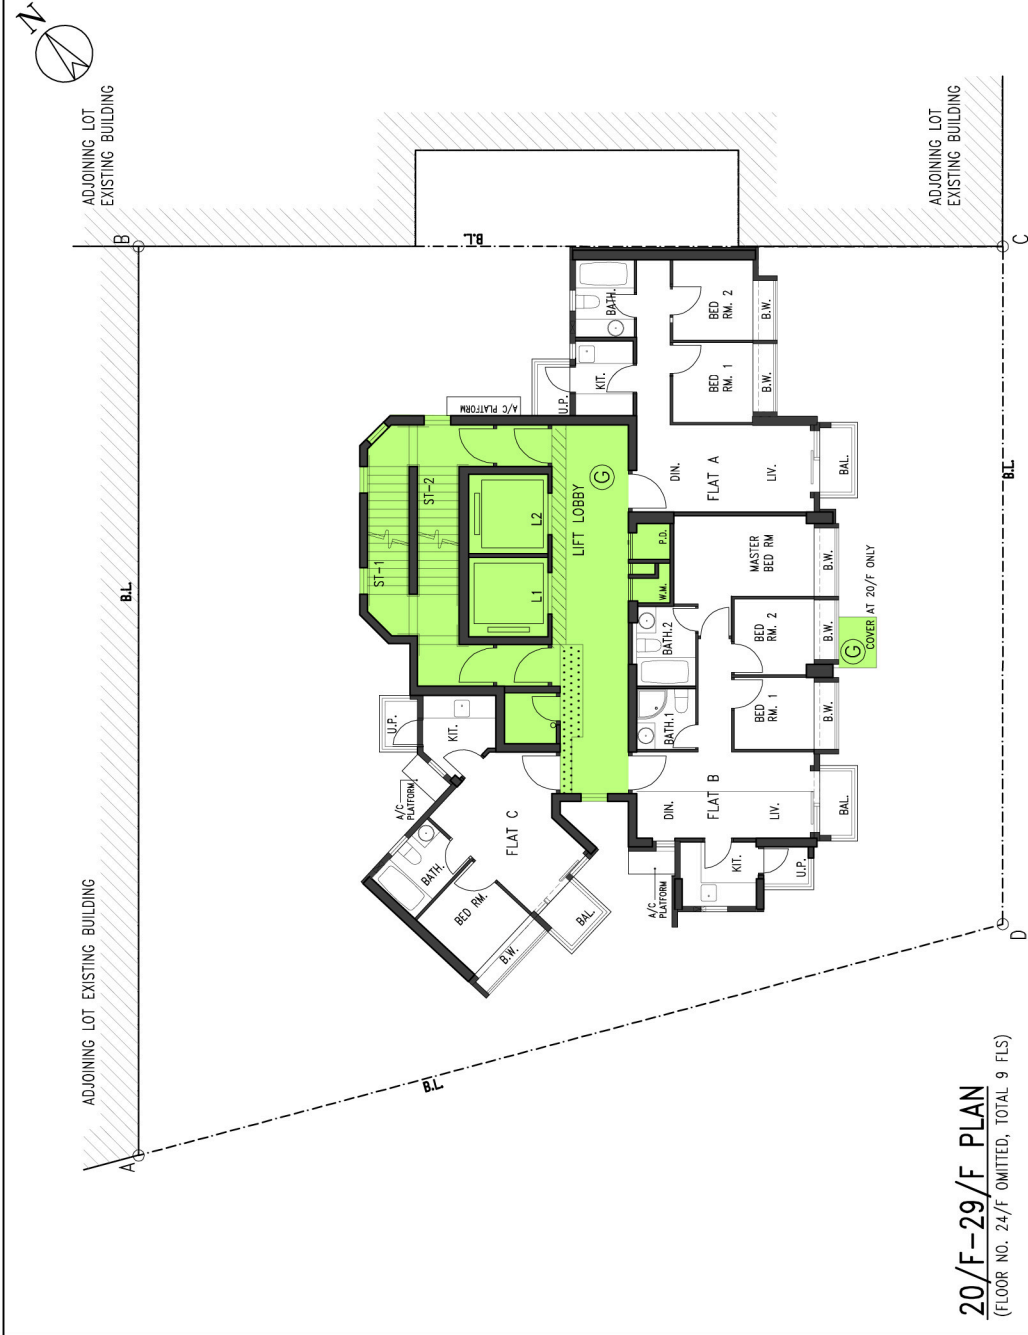 N
ADJOINING LOT
EXISTING BUILDING
ADJOINING LOT
EXISTING BUILDING
ADJOINING LOT EXISTING BUILDING
A
B
C
D
B.L.
B.L.
B.L.
B.L.
ST-1
ST-2
L1
L2
LIFT LOBBY
G
A/C PLATFORM
U.P.
KIT.
BATH.
BED
RM. 1
BED
RM. 2
B.W.
B.W.
DIN.
FLAT A
LIV.
BAL.
P.D.
W.M.
MASTER
BED RM
B.W.
BATH.2
BED
RM. 2
B.W.
G
COVER AT 20/F ONLY
BATH.1
BED
RM. 1
B.W.
DIN.
FLAT B
LIV.
BAL.
KIT.
U.P.
A/C
PLATFORM
U.P.
KIT.
A/C
PLATFORM
FLAT C
BATH.
BED RM.
B.W.
BAL.
20/F-29/F PLAN
(FLOOR NO. 24/F OMITTED, TOTAL 9 FLS)